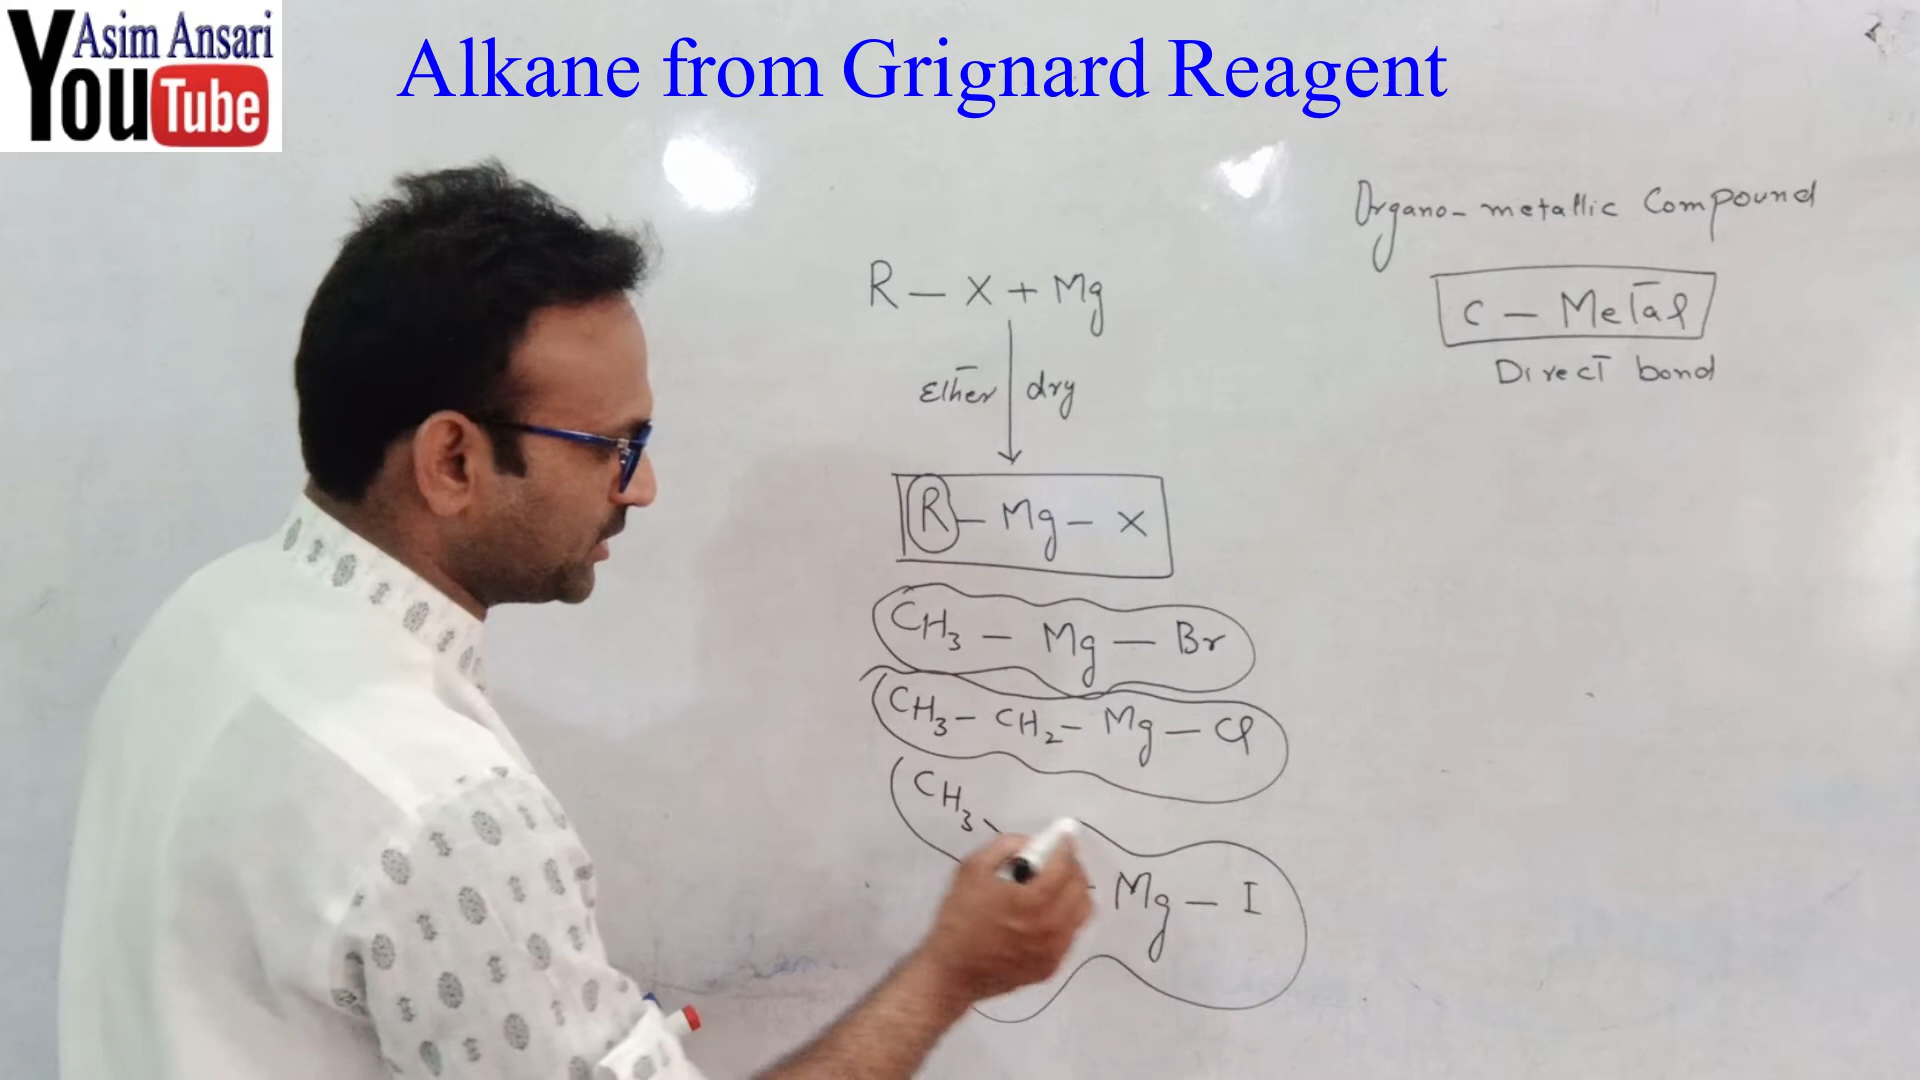 Asim Ansari
YouTube
Alkane from Grignard Reagent
Organo-metallic Compound
C — Metal
Direct bond
R — X + Mg
Ether dry
R — Mg — X
CH₃ — Mg — Br
CH₃ — CH₂ — Mg — Cl
CH₃
Mg — I